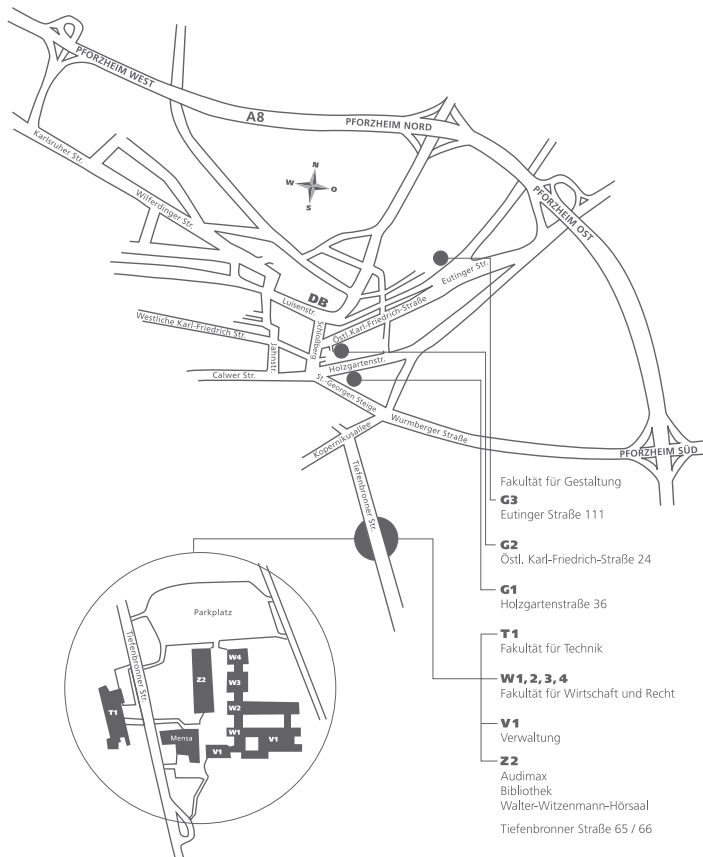 PFORZHEIM WEST
A8
PFORZHEIM NORD
Karlsruher Str.
N
W
O
S
Wilferdinger Str.
PFORZHEIM OST
Eutinger Str.
DB
Luisenstr.
Östl. Karl-Friedrich-Straße
Schloßberg
Westliche Karl-Friedrich Str.
Jahnstr.
Holzgartenstr.
Calwer Str.
St.-Georgen Steige
Wurmberger Straße
Kopernikusallee
PFORZHEIM SÜD
Tiefenbronner Str.
Fakultät für Gestaltung
G3
Eutinger Straße 111
G2
Östl. Karl-Friedrich-Straße 24
G1
Holzgartenstraße 36
T1
Fakultät für Technik
W1, 2, 3, 4
Fakultät für Wirtschaft und Recht
V1
Verwaltung
Z2
Audimax
Bibliothek
Walter-Witzenmann-Hörsaal
Tiefenbronner Straße 65 / 66
Parkplatz
Tiefenbronner Str.
W4
Z2
W3
W2
T1
Mensa
W1
V1
V1